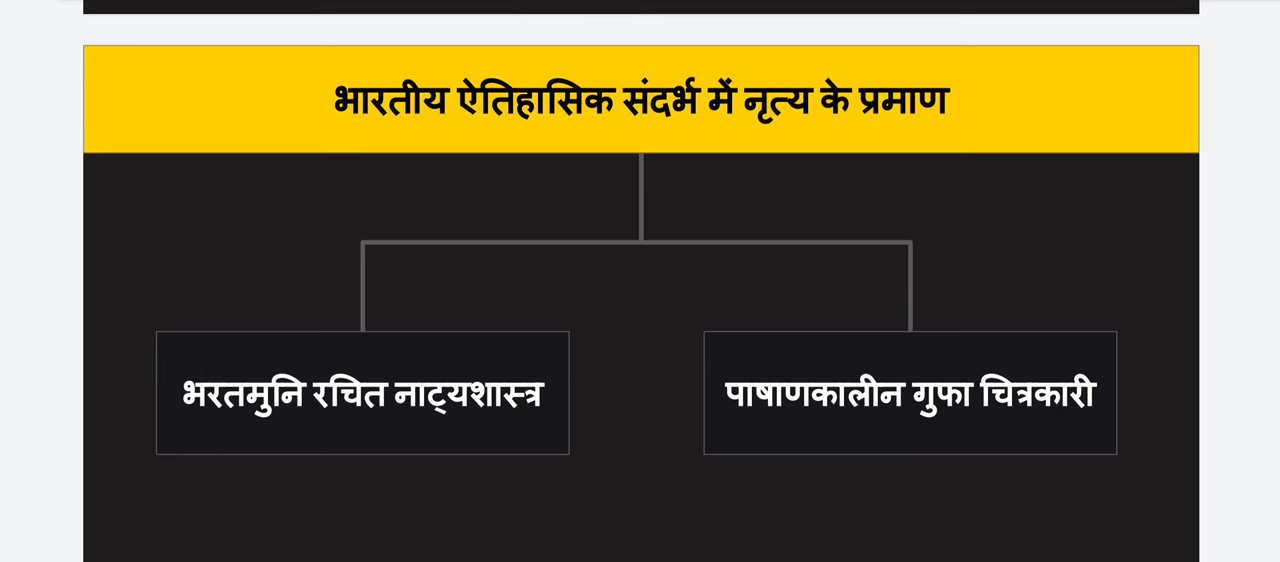 भारतीय ऐतिहासिक संदर्भ में नृत्य के प्रमाण
भरतमुनि रचित नाट्यशास्त्र
पाषाणकालीन गुफा चित्रकारी